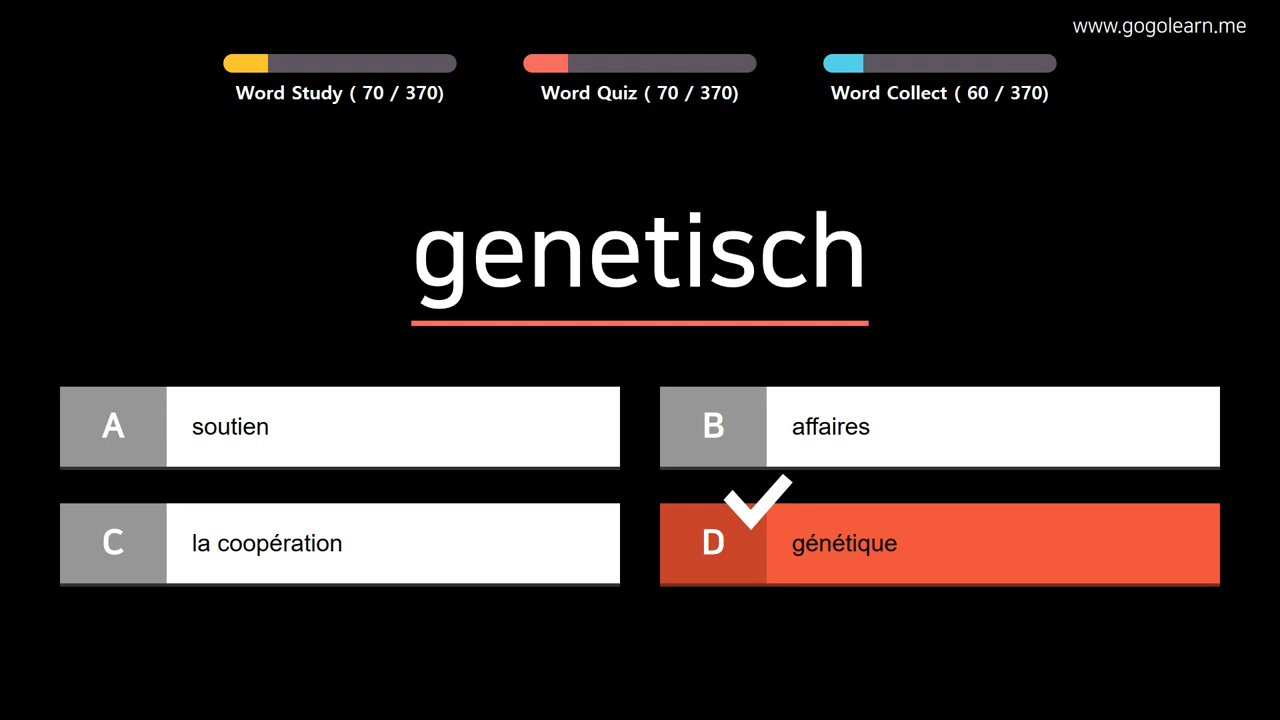 www.gogolearn.me
Word Study ( 70 / 370)
Word Quiz ( 70 / 370)
Word Collect ( 60 / 370)
genetisch
A soutien
B affaires
C la coopération
D génétique